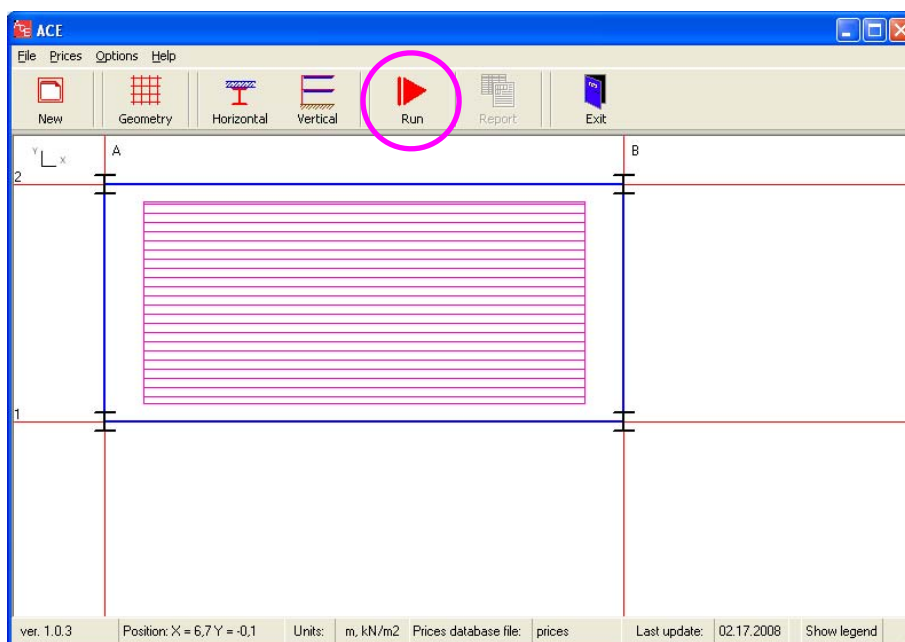 ACE
File Prices Options Help
New Geometry Horizontal Vertical Run Report Exit
Y X A B
2
1
ver. 1.0.3 Position: X = 6,7 Y = -0,1 Units: m, kN/m2 Prices database file: prices Last update: 02.17.2008 Show legend